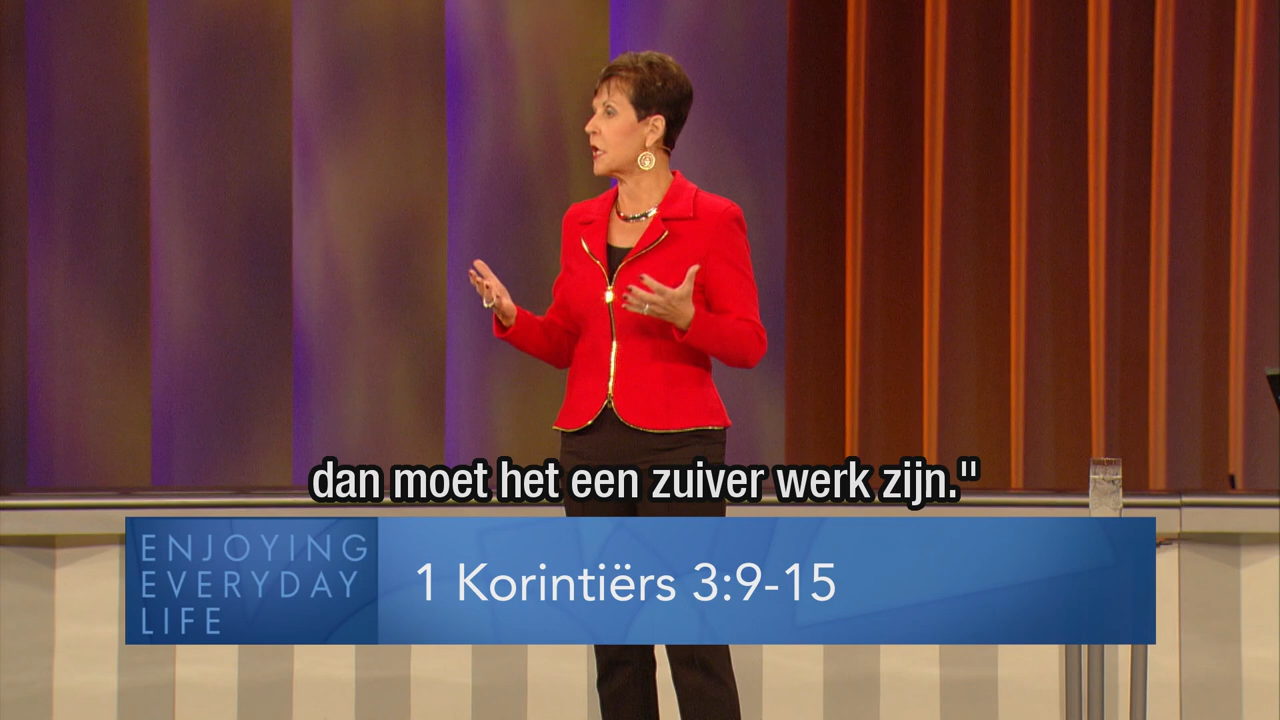 dan moet het een zuiver werk zijn."
ENJOYING
EVERYDAY
LIFE
1 Korintiërs 3:9-15